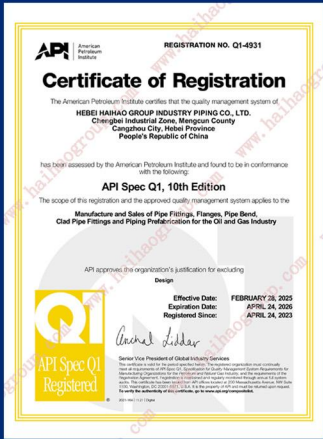 API
American
Petroleum
Institute
REGISTRATION NO. Q1-4931
Certificate of Registration
The American Petroleum Institute certifies that the quality management system of
HEBEI HAIHAO GROUP INDUSTRY PIPING CO., LTD.
Chengbei Industrial Zone, Mengcun County
Cangzhou City, Hebei Province
People's Republic of China
has been assessed by the American Petroleum Institute and found to be in conformance
with the following:
API Spec Q1, 10th Edition
The scope of this registration and the approved quality management system applies to the
Manufacture and Sales of Pipe Fittings, Flanges, Pipe Bend,
Clad Pipe Fittings and Piping Prefabrication for the Oil and Gas Industry
API approves the organization's justification for excluding
Design
Effective Date: FEBRUARY 28, 2025
Expiration Date: APRIL 24, 2026
Registered Since: APRIL 24, 2023
API Spec Q1
Registered
Senior Vice President of Global Industry Services